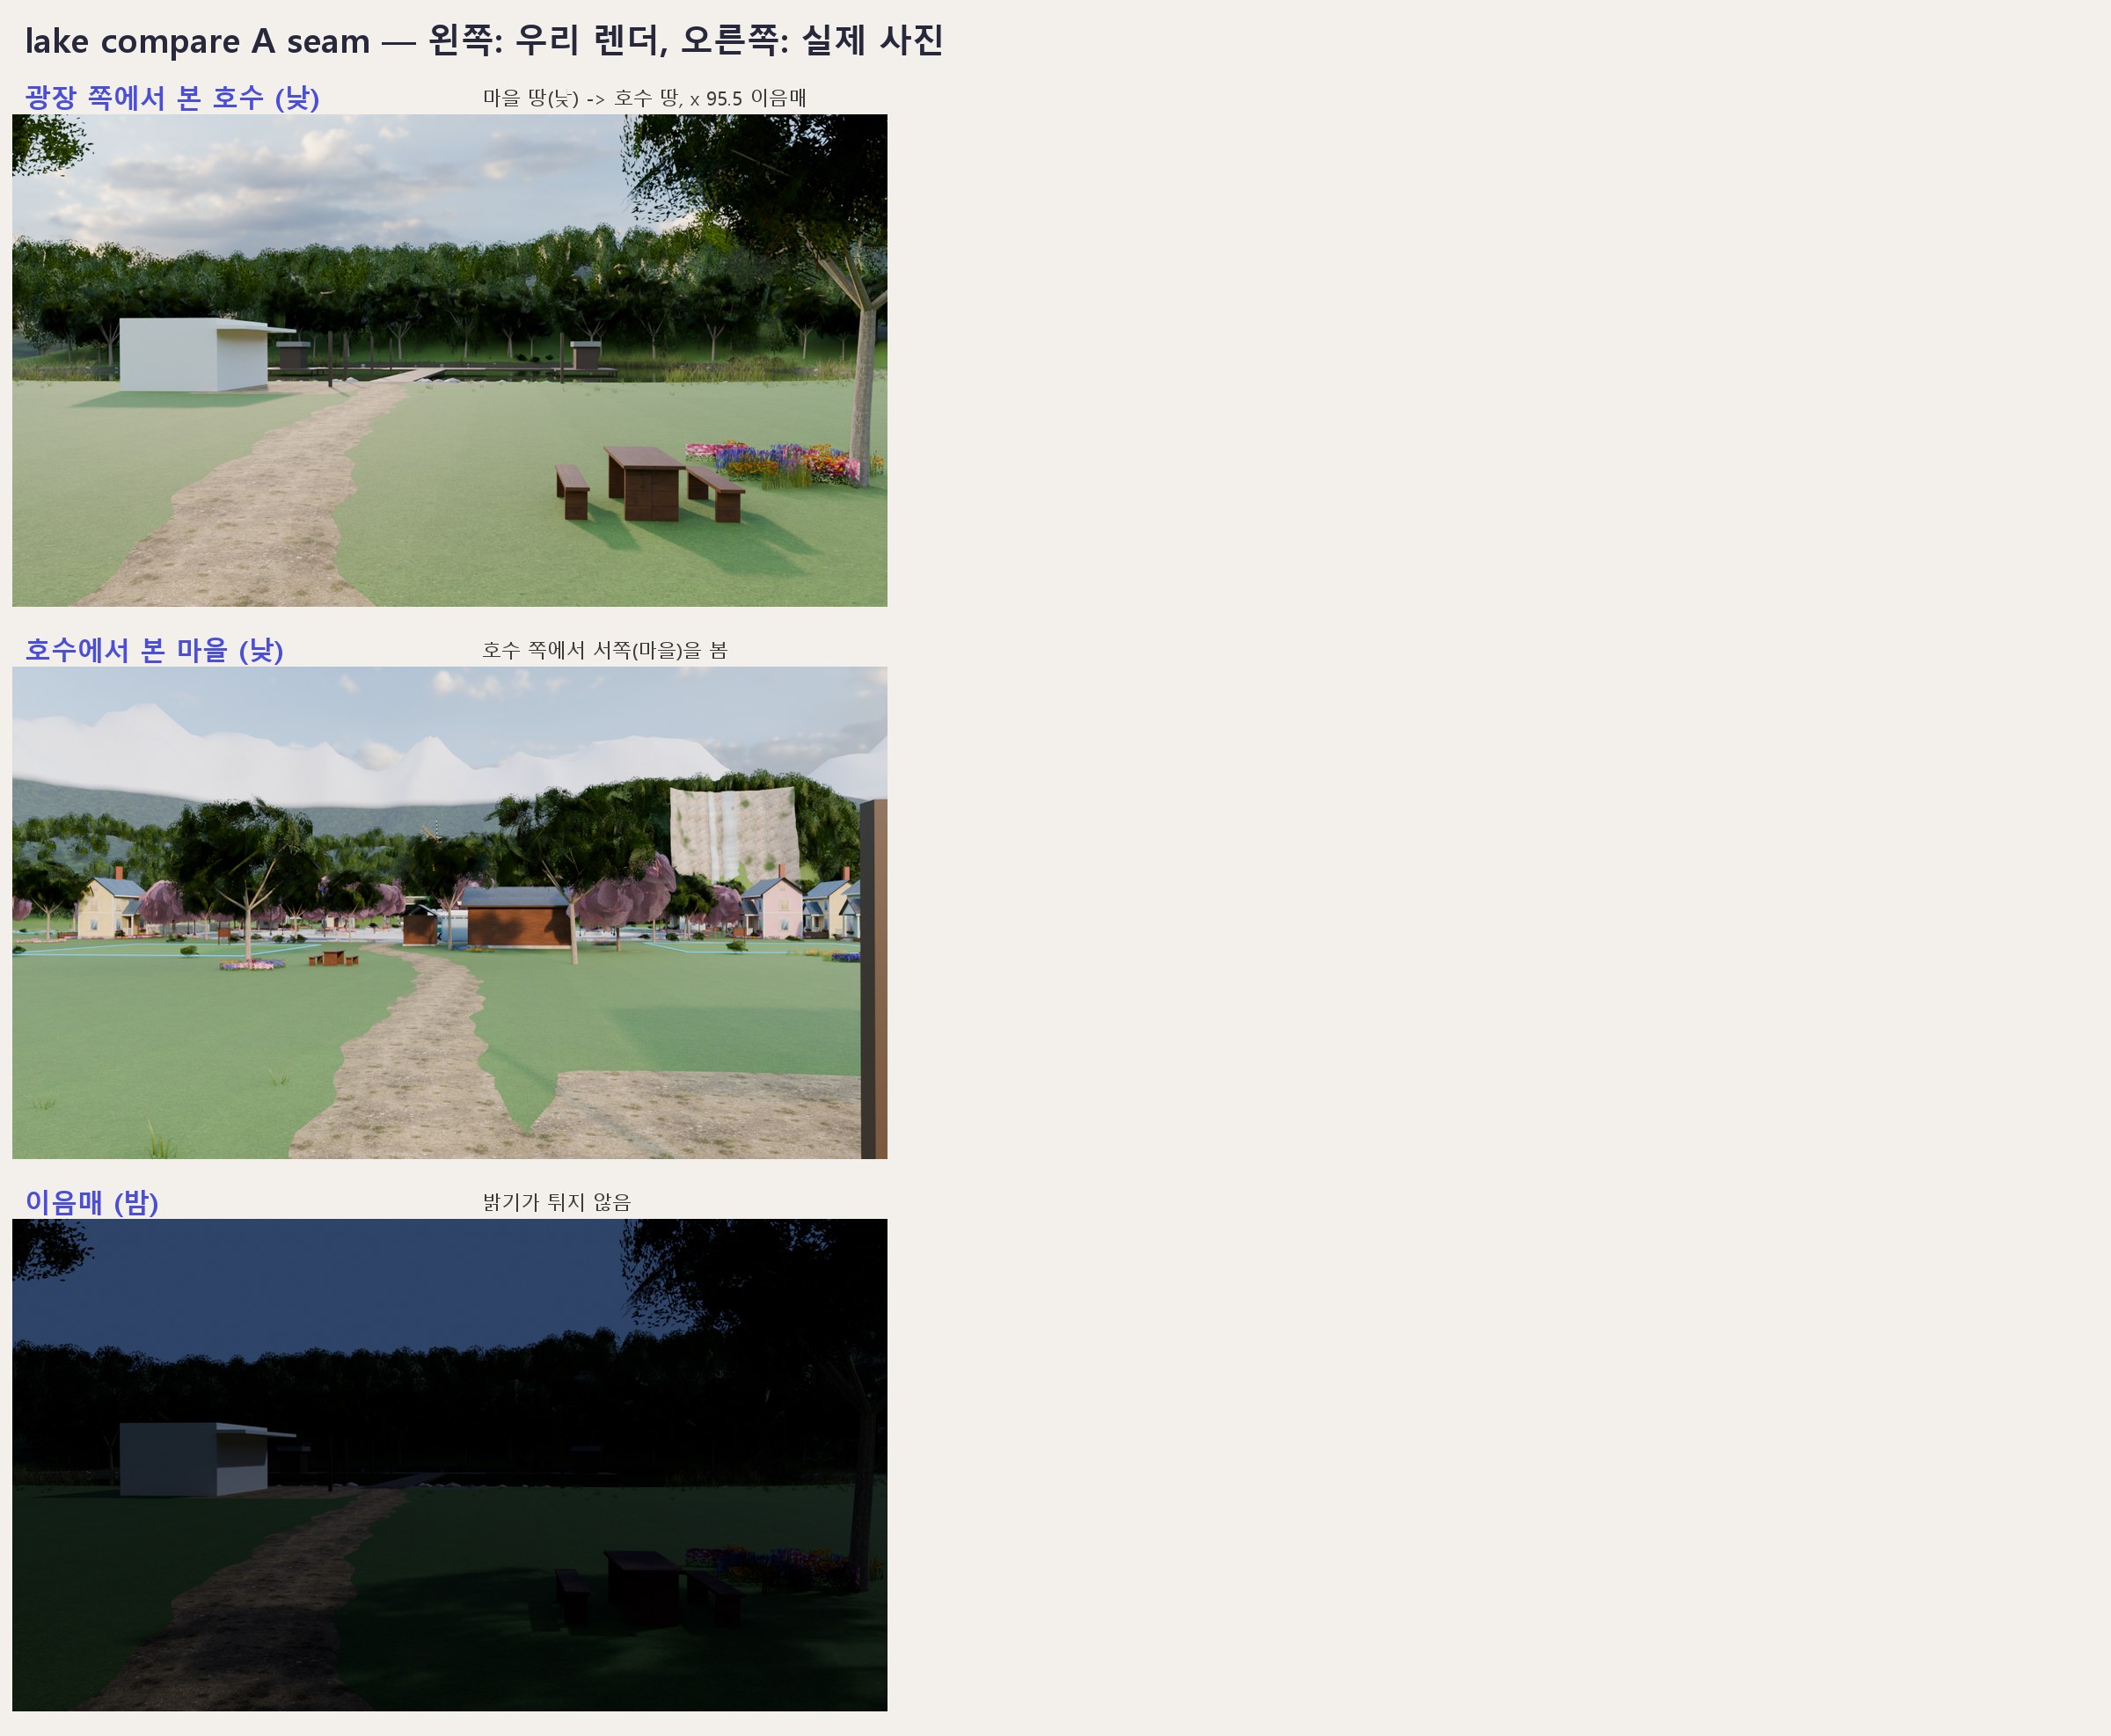 lake compare A seam — 왼쪽: 우리 렌더, 오른쪽: 실제 사진
광장 쪽에서 본 호수 (낮)
마을 땅(낮) -> 호수 땅, x 95.5 이음매
호수에서 본 마을 (낮)
호수 쪽에서 서쪽(마을)을 봄
이음매 (밤)
밝기가 튀지 않음